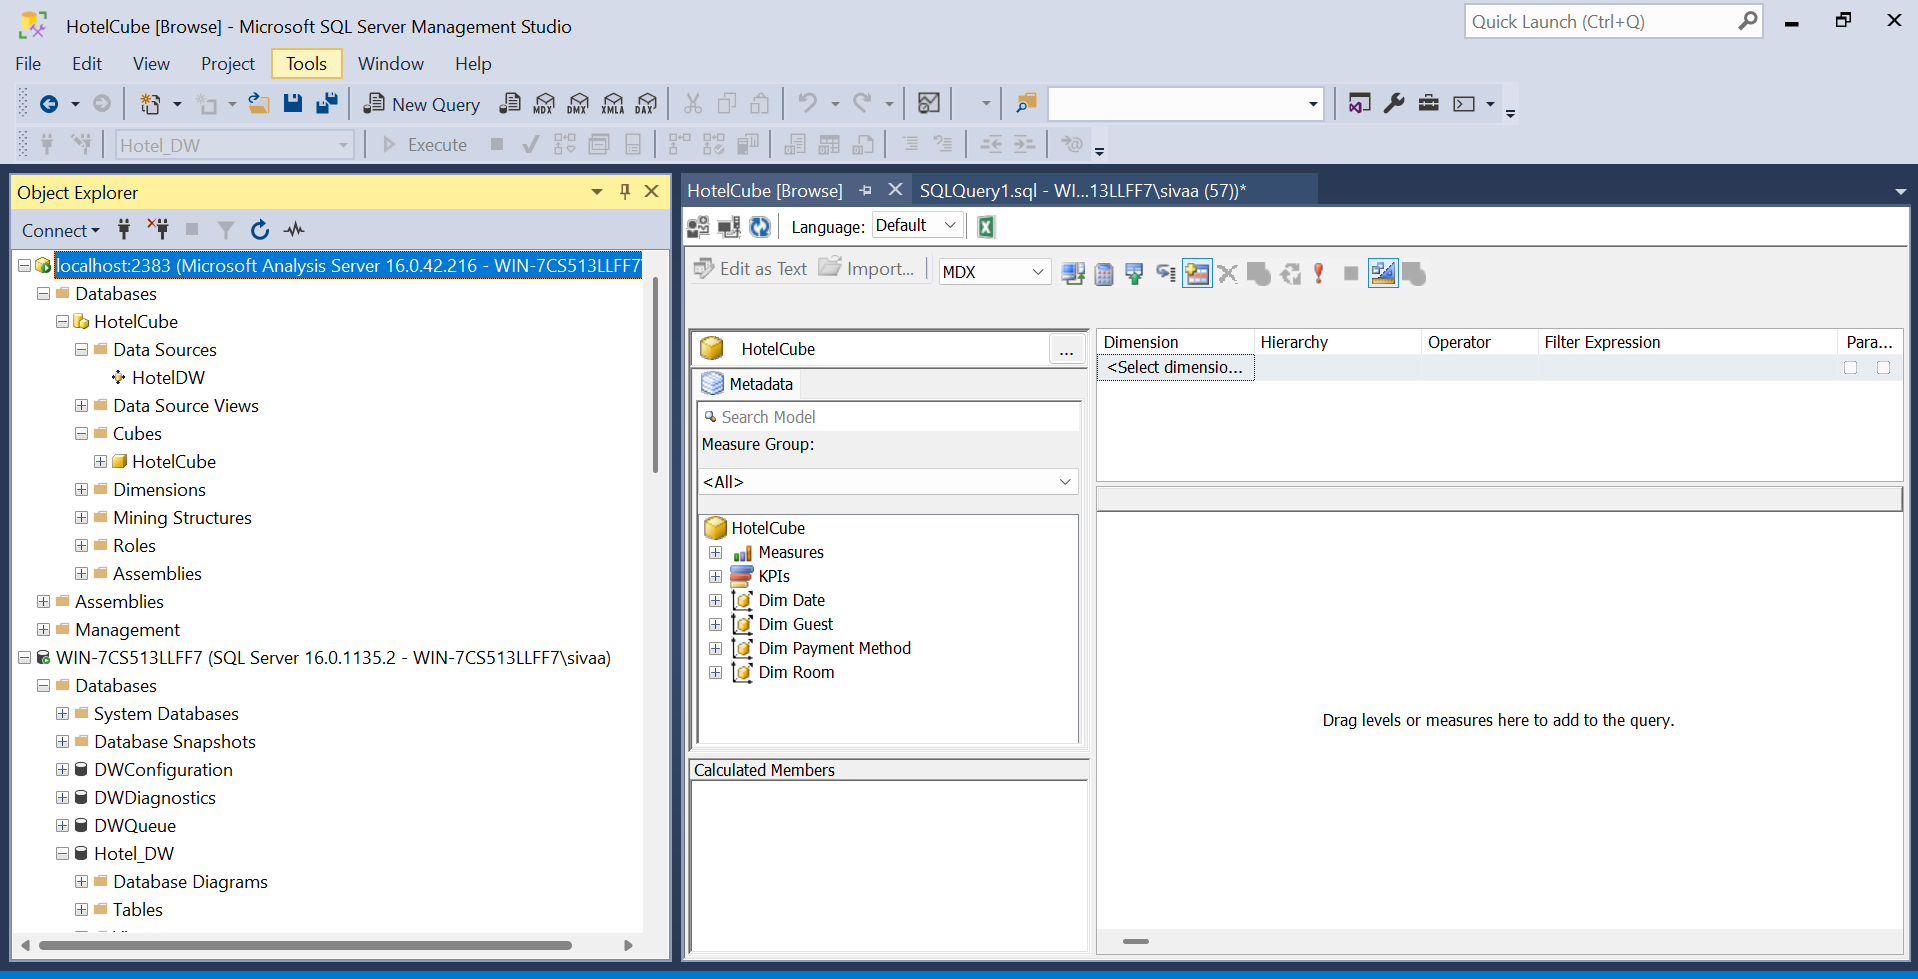 HotelCube [Browse] - Microsoft SQL Server Management Studio
Quick Launch (Ctrl+Q)
File Edit View Project Tools Window Help
New Query MDX DMX XMLA DAX
Hotel_DW Execute
Object Explorer
Connect
localhost:2383 (Microsoft Analysis Server 16.0.42.216 - WIN-7CS513LLFF7
Databases
HotelCube
Data Sources
HotelDW
Data Source Views
Cubes
HotelCube
Dimensions
Mining Structures
Roles
Assemblies
Assemblies
Management
WIN-7CS513LLFF7 (SQL Server 16.0.1135.2 - WIN-7CS513LLFF7\sivaa)
Databases
System Databases
Database Snapshots
DWConfiguration
DWDiagnostics
DWQueue
Hotel_DW
Database Diagrams
Tables
HotelCube [Browse] SQLQuery1.sql - WI...13LLFF7\sivaa (57))*
Language: Default
Edit as Text Import... MDX
HotelCube ...
Metadata
Search Model
Measure Group:
<All>
HotelCube
Measures
KPIs
Dim Date
Dim Guest
Dim Payment Method
Dim Room
Calculated Members
Dimension Hierarchy Operator Filter Expression Para...
<Select dimensio...
Drag levels or measures here to add to the query.